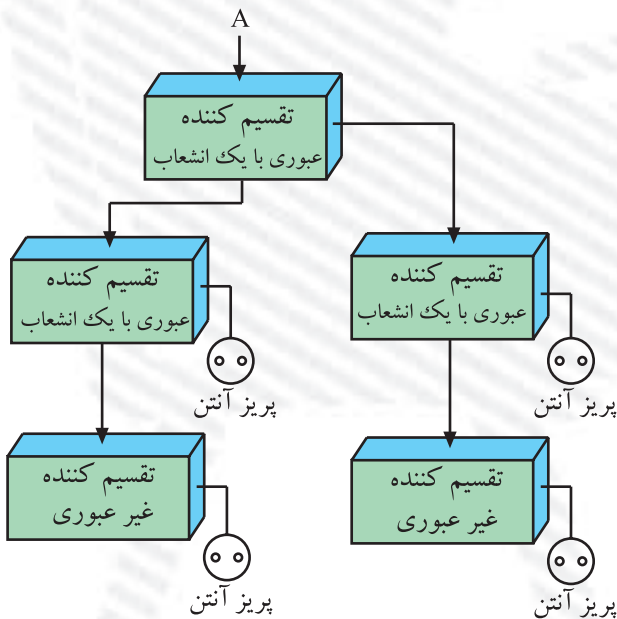 A
تقسیم کننده
عبوری با یک انشعاب
تقسیم کننده
عبوری با یک انشعاب
تقسیم کننده
عبوری با یک انشعاب
پریز آنتن
پریز آنتن
تقسیم کننده
غیر عبوری
تقسیم کننده
غیر عبوری
پریز آنتن
پریز آنتن